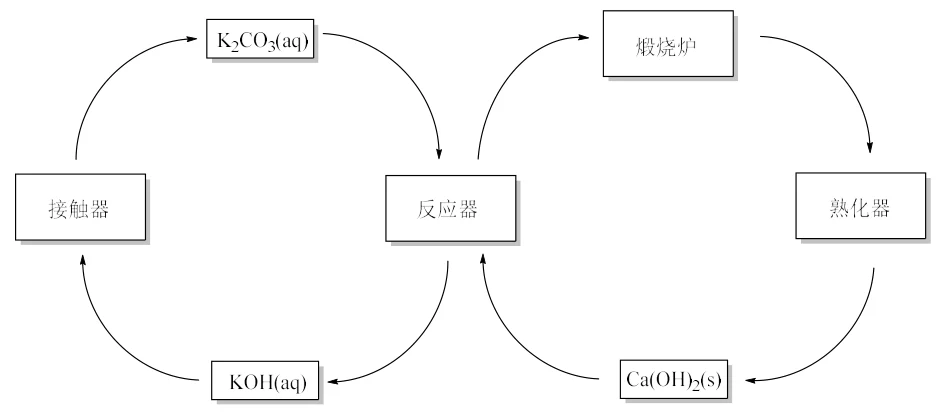 K₂CO₃(aq)
煅烧炉
接触器
反应器
熟化器
KOH(aq)
Ca(OH)₂(s)